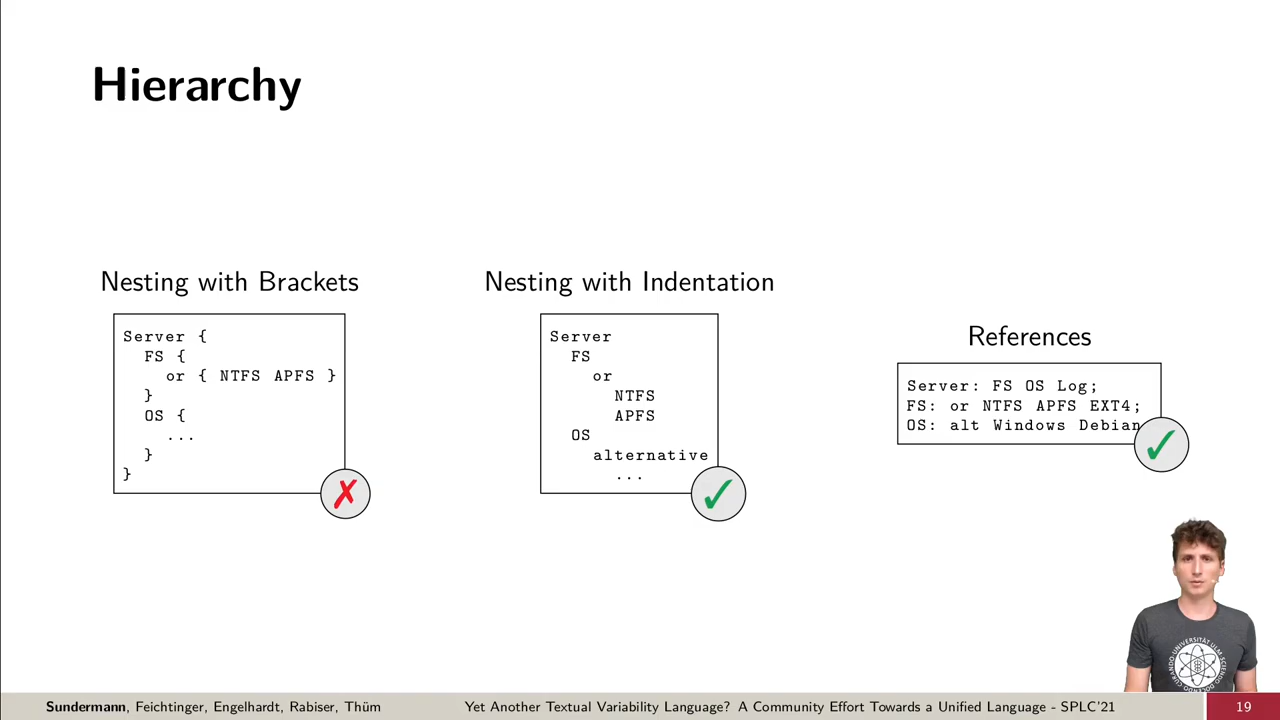 Hierarchy
Nesting with Brackets
Server {
FS {
or { NTFS APFS }
}
OS {
...
}
}
✗
Nesting with Indentation
Server
FS
or
NTFS
APFS
OS
alternative
...
✓
References
Server: FS OS Log;
FS: or NTFS APFS EXT4;
OS: alt Windows Debian
✓
Sundermann, Feichtinger, Engelhardt, Rabiser, Thüm
Yet Another Textual Variability Language? A Community Effort Towards a Unified Language - SPLC'21
19